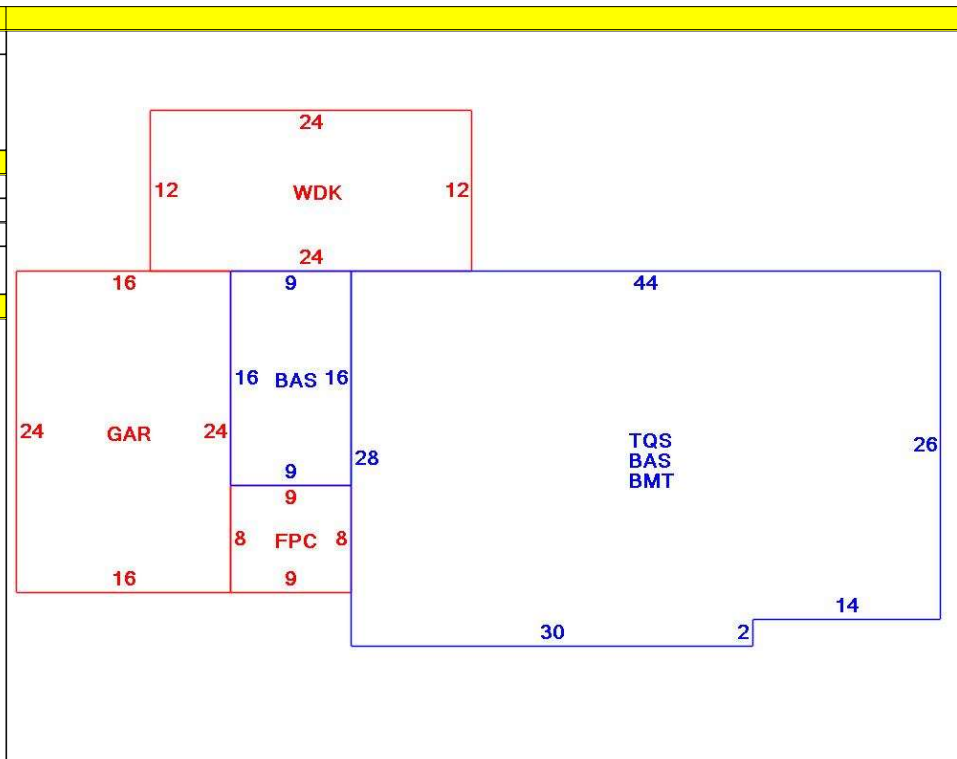 24
12 WDK 12
24
16 9 44
16 BAS 16
24 GAR 24
28
TQS
BAS
BMT
26
9
9
8 FPC 8
16 9
14
30 2